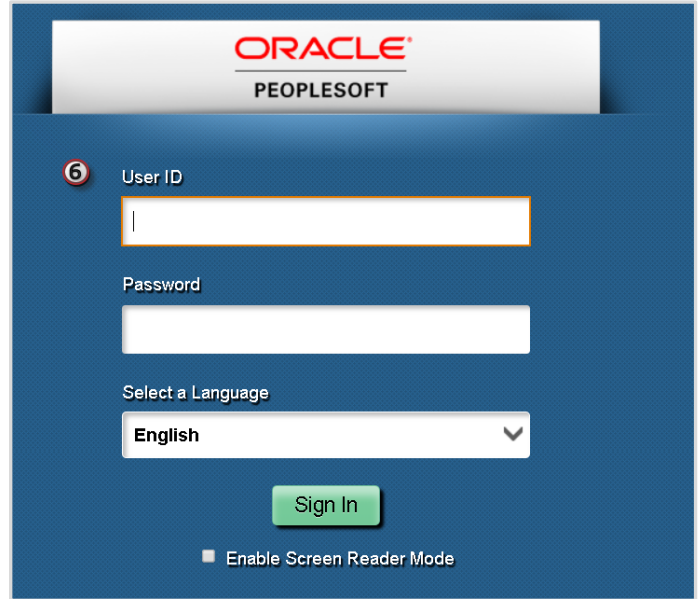 ORACLE®
PEOPLESOFT
6
User ID
Password
Select a Language
English
Sign In
Enable Screen Reader Mode